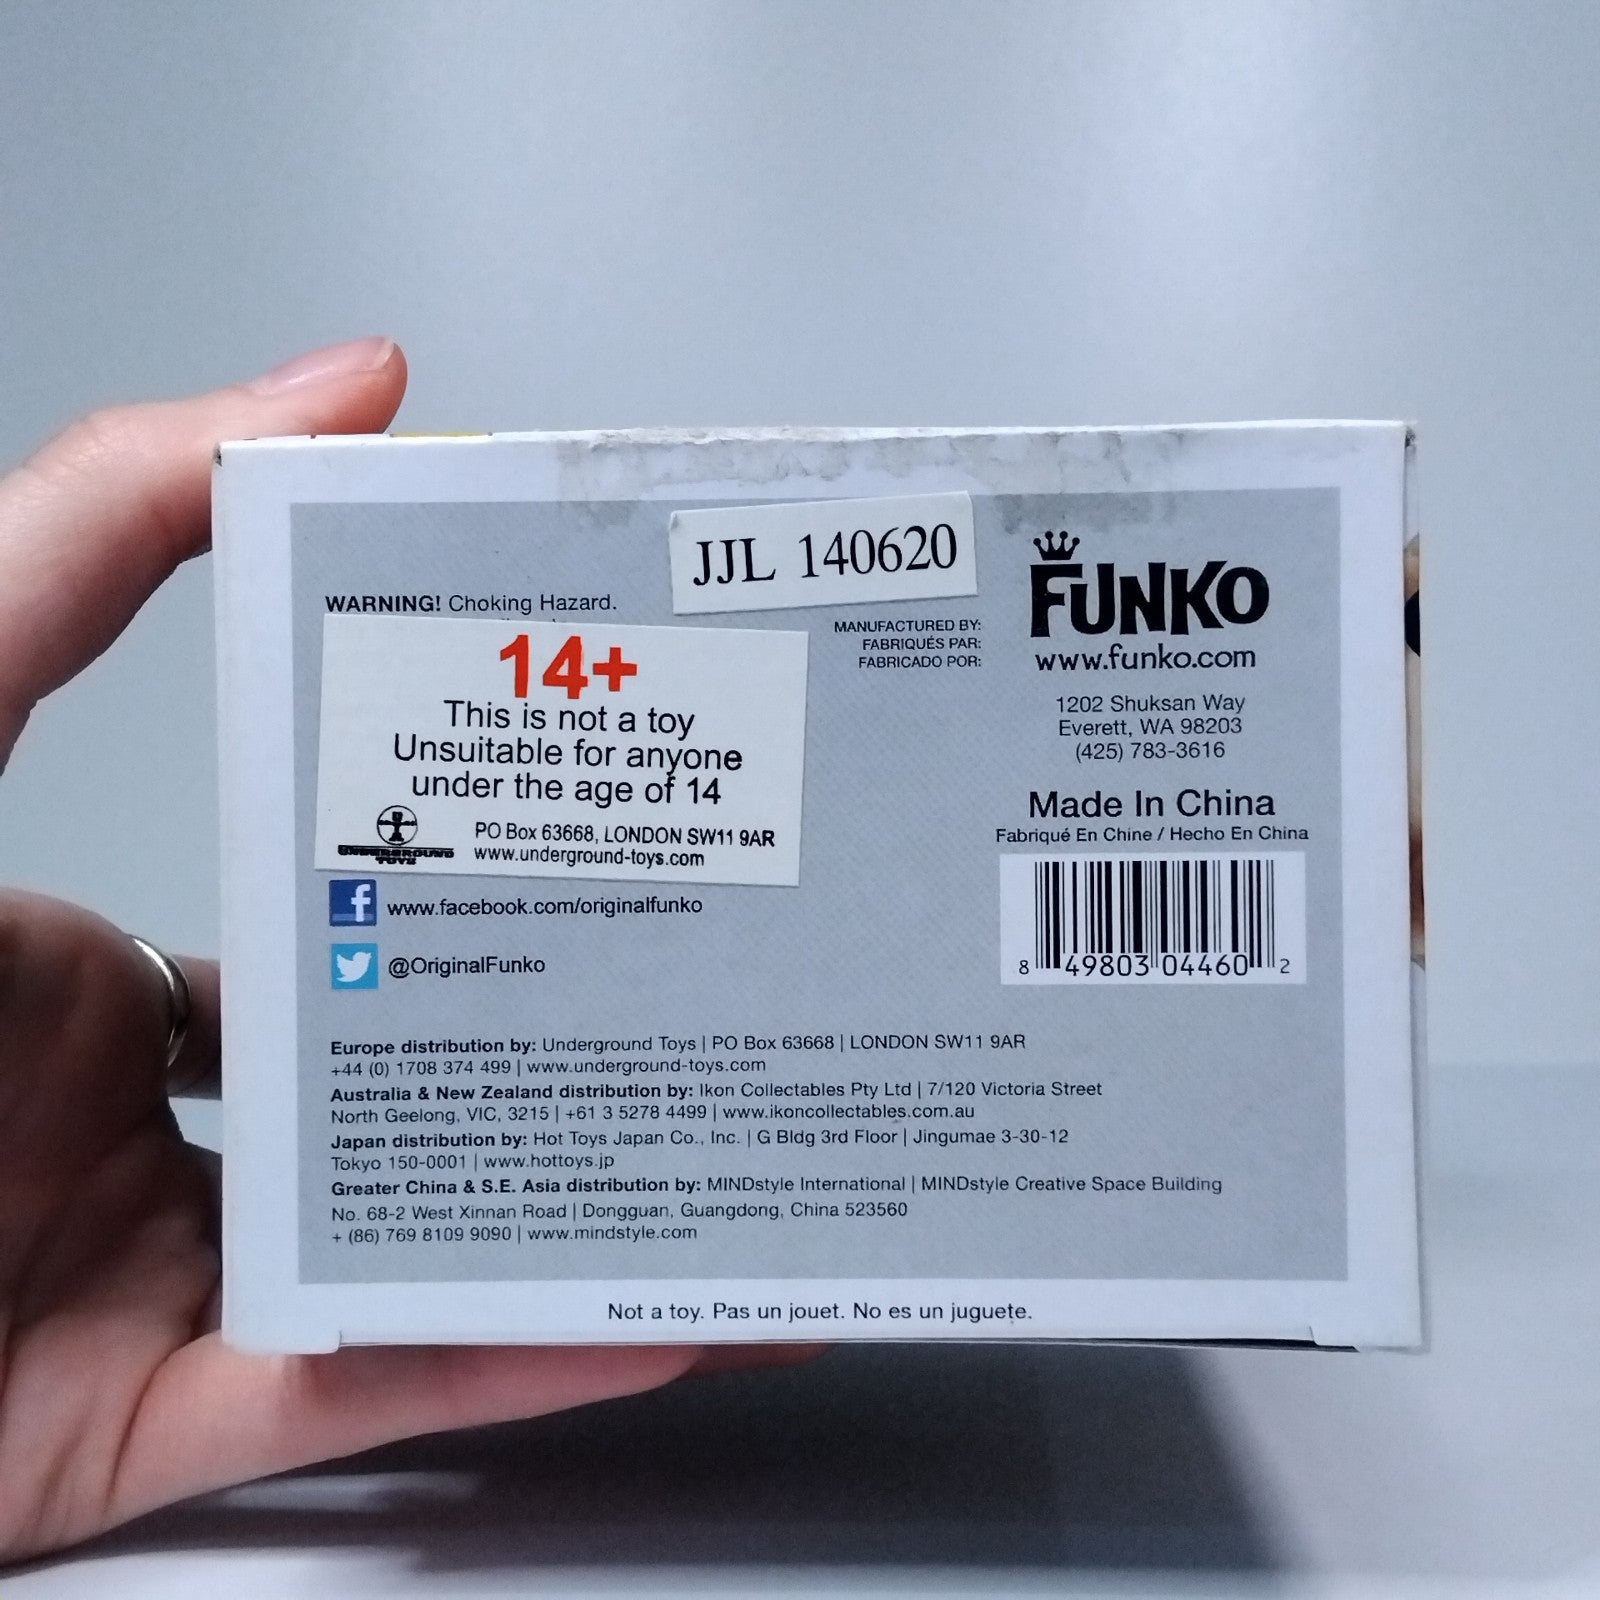 JJL 140620
WARNING! Choking Hazard.
14+
This is not a toy
Unsuitable for anyone
under the age of 14
UNDERGROUND
TOYS
PO Box 63668, LONDON SW11 9AR
www.underground-toys.com
MANUFACTURED BY:
FABRIQUÉS PAR:
FABRICADO POR:
FUNKO
www.funko.com
1202 Shuksan Way
Everett, WA 98203
(425) 783-3616
Made In China
Fabriqué En Chine / Hecho En China
8 49803 04460 2
f www.facebook.com/originalfunko
@OriginalFunko
Europe distribution by: Underground Toys | PO Box 63668 | LONDON SW11 9AR
+44 (0) 1708 374 499 | www.underground-toys.com
Australia & New Zealand distribution by: Ikon Collectables Pty Ltd | 7/120 Victoria Street
North Geelong, VIC, 3215 | +61 3 5278 4499 | www.ikoncollectables.com.au
Japan distribution by: Hot Toys Japan Co., Inc. | G Bldg 3rd Floor | Jingumae 3-30-12
Tokyo 150-0001 | www.hottoys.jp
Greater China & S.E. Asia distribution by: MINDstyle International | MINDstyle Creative Space Building
No. 68-2 West Xinnan Road | Dongguan, Guangdong, China 523560
+ (86) 769 8109 9090 | www.mindstyle.com
Not a toy. Pas un jouet. No es un juguete.